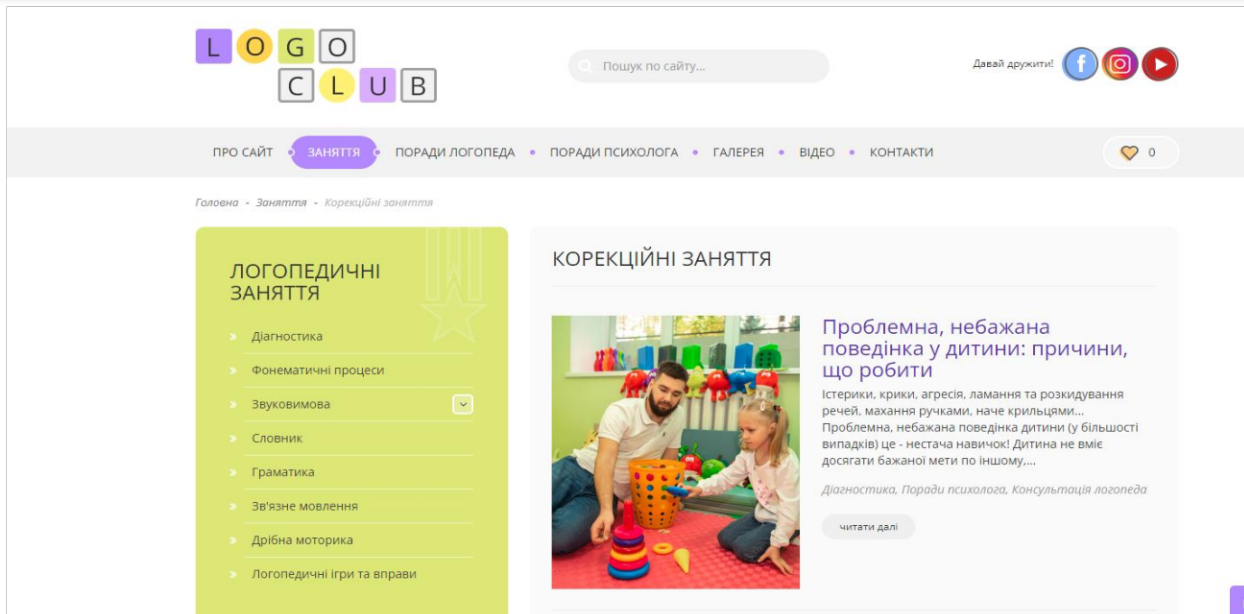 LOGO
CLUB
Пошук по сайту...
Давай дружити!
ПРО САЙТ • ЗАНЯТТЯ • ПОРАДИ ЛОГОПЕДА • ПОРАДИ ПСИХОЛОГА • ГАЛЕРЕЯ • ВІДЕО • КОНТАКТИ
0
Головна - Заняття - Корекційні заняття
ЛОГОПЕДИЧНІ
ЗАНЯТТЯ
Діагностика
Фонематичні процеси
Звуковимова
Словник
Граматика
Зв'язне мовлення
Дрібна моторика
Логопедичні ігри та вправи
КОРЕКЦІЙНІ ЗАНЯТТЯ
Проблемна, небажана
поведінка у дитини: причини,
що робити
Істерики, крики, агресія, ламання та розкидування
речей, махання ручками, наче крильцями...
Проблемна, небажана поведінка дитини (у більшості
випадків) це - нестача навичок! Дитина не вміє
досягати бажаної мети по іншому,...
Діагностика, Поради психолога, Консультація логопеда
читати далі